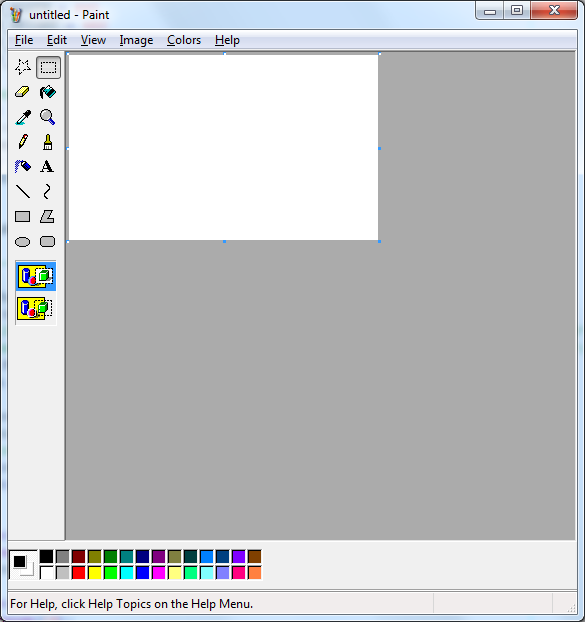 untitled - Paint
File Edit View Image Colors Help
A
For Help, click Help Topics on the Help Menu.